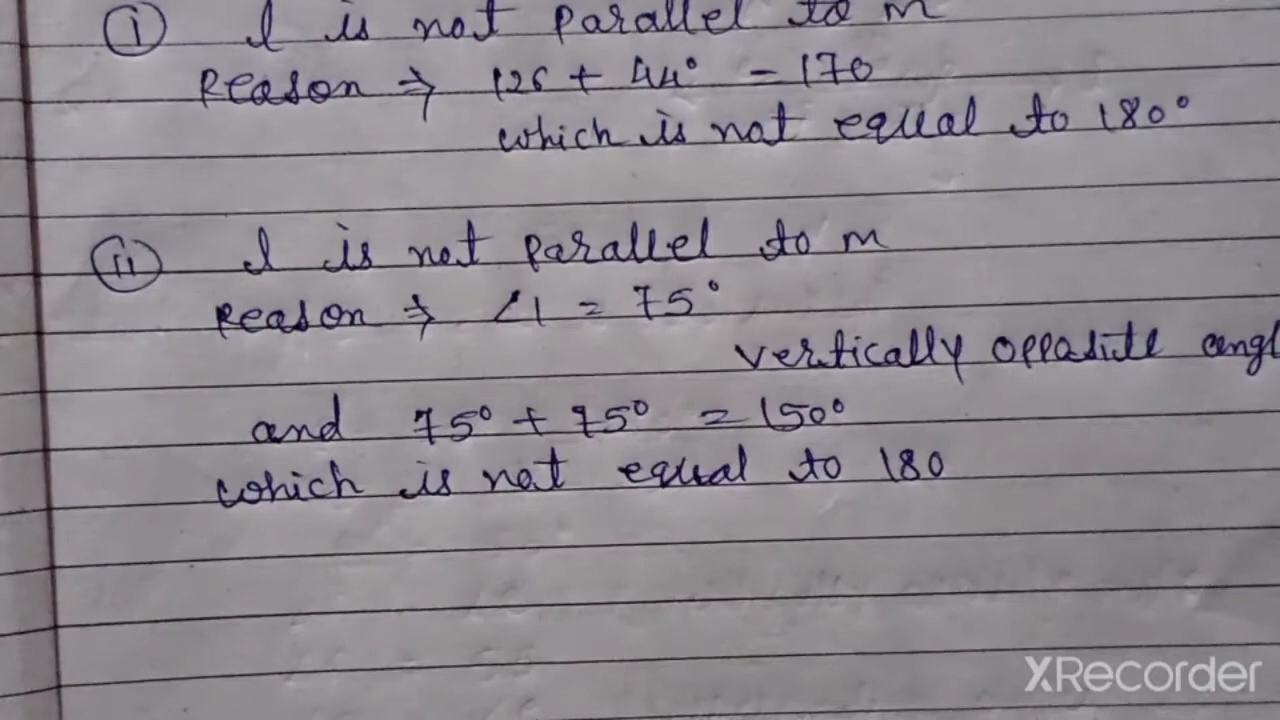 (i) l is not parallel to m
Reason ⇒ 126 + 44° = 170
which is not equal to 180°
(ii) l is not parallel to m
Reason ⇒ ∠1 = 75°
vertically opposite angl
and 75° + 75° = 150°
which is not equal to 180
XRecorder